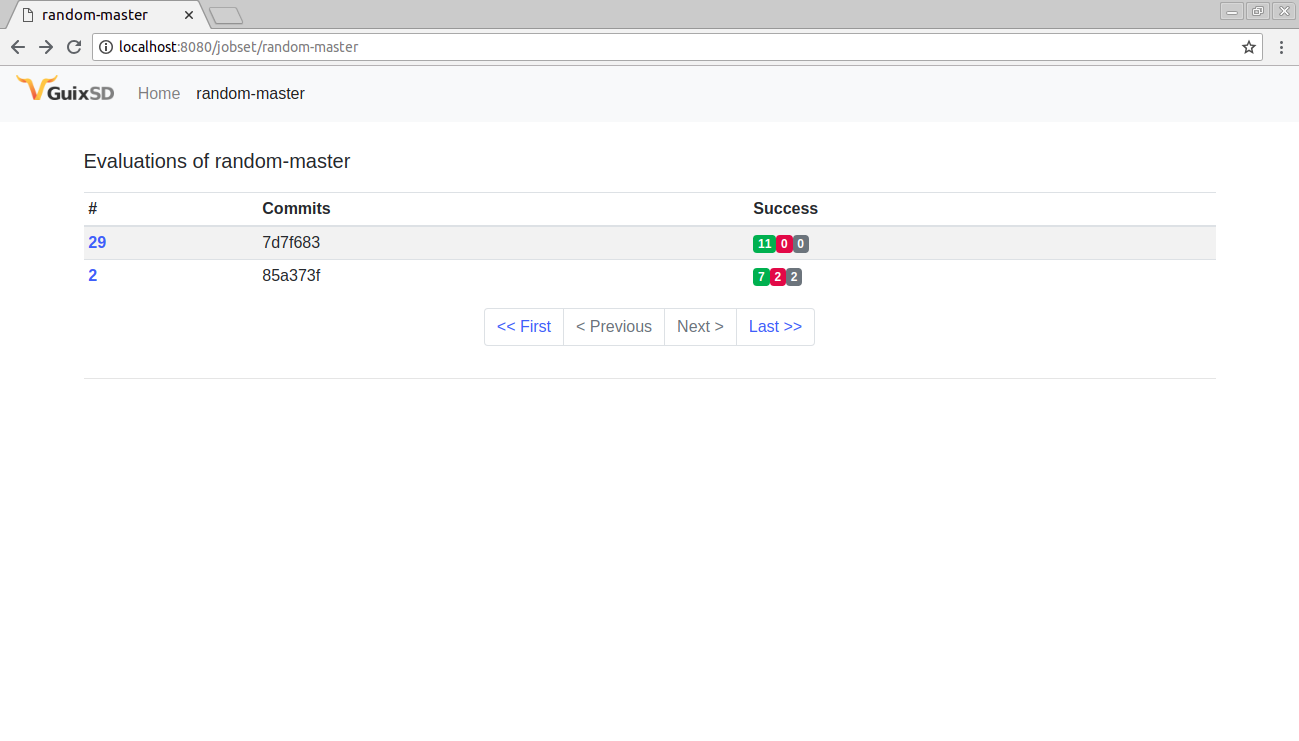 random-master
localhost:8080/jobset/random-master
GuixSD Home random-master
Evaluations of random-master
# Commits Success
29 7d7f683 11 0 0
2 85a373f 7 2 2
<< First < Previous Next > Last >>